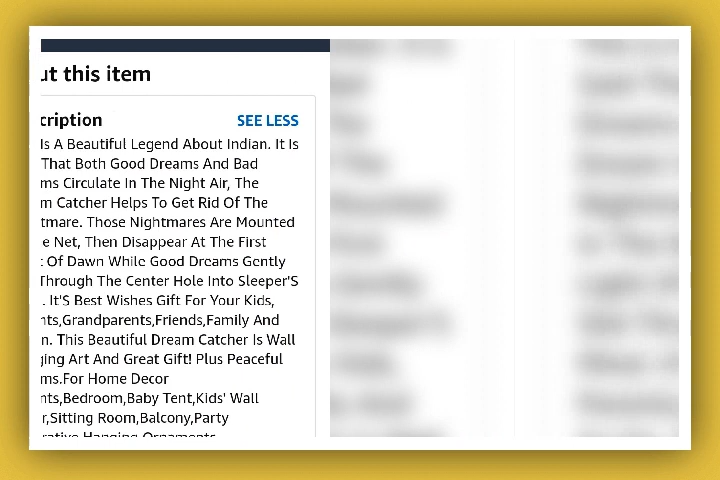 ut this item
cription SEE LESS
Is A Beautiful Legend About Indian. It Is
That Both Good Dreams And Bad
ms Circulate In The Night Air, The
m Catcher Helps To Get Rid Of The
tmare. Those Nightmares Are Mounted
e Net, Then Disappear At The First
: Of Dawn While Good Dreams Gently
Through The Center Hole Into Sleeper'S
. It'S Best Wishes Gift For Your Kids,
nts,Grandparents,Friends,Family And
n. This Beautiful Dream Catcher Is Wall
ging Art And Great Gift! Plus Peaceful
ms.For Home Decor
nts,Bedroom,Baby Tent,Kids' Wall
r,Sitting Room,Balcony,Party
rative Hanging Ornaments